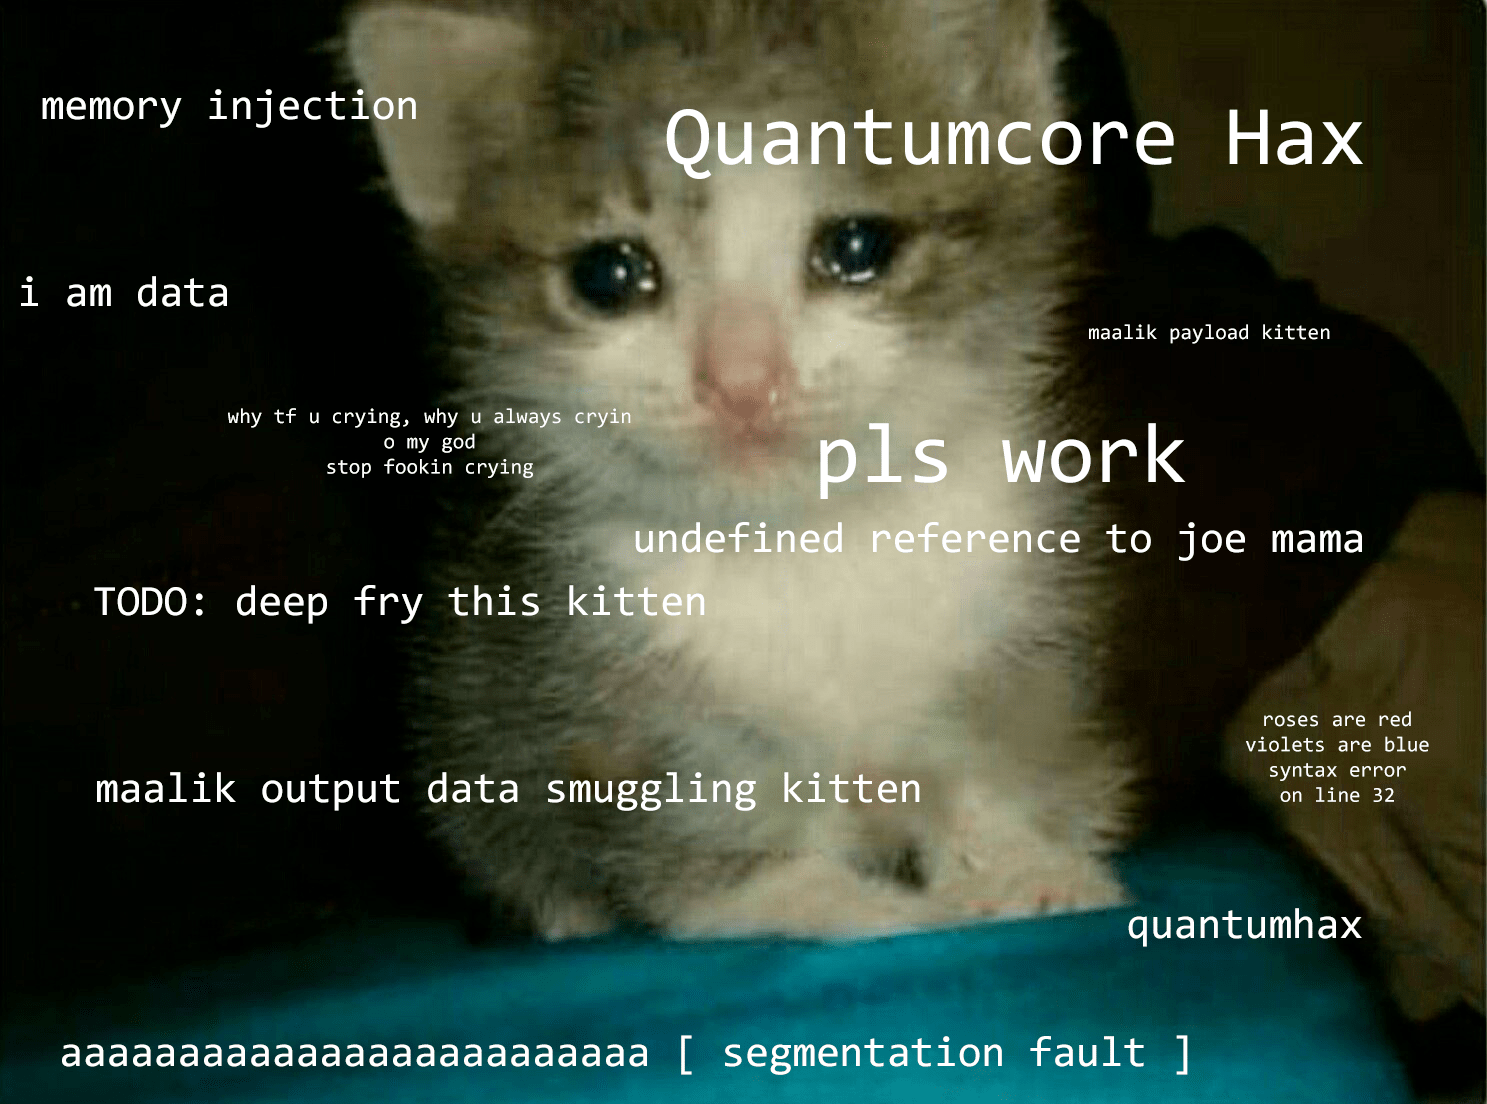 memory injection
Quantumcore Hax
i am data
maalik payload kitten
why tf u crying, why u always cryin
o my god
stop fookin crying
pls work
undefined reference to joe mama
TODO: deep fry this kitten
roses are red
violets are blue
syntax error
on line 32
maalik output data smuggling kitten
quantumhax
aaaaaaaaaaaaaaaaaaaaaaaaa [ segmentation fault ]